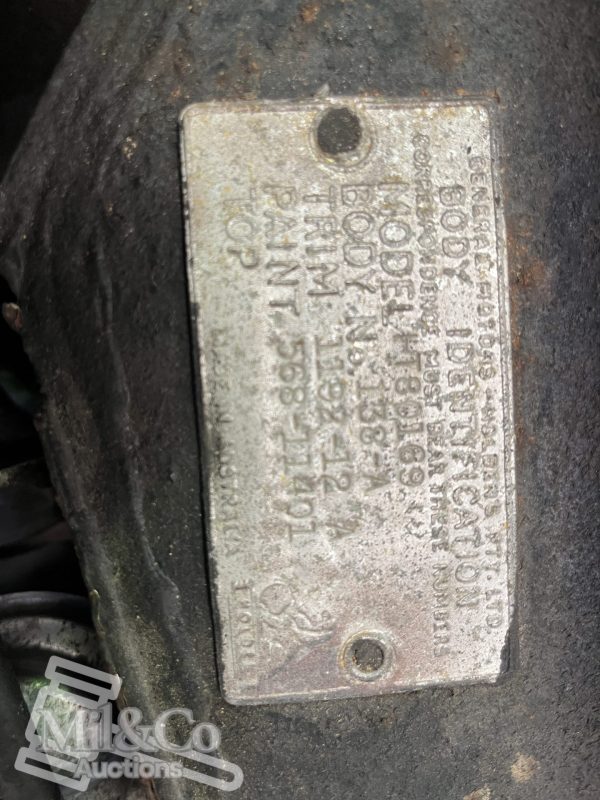 GENERAL MOTORS-HOLDENS PTY. LTD.
BODY IDENTIFICATION
CORRESPONDENCE MUST BEAR THESE NUMBERS
MODEL HT80169
BODY No. 138-A
TRIM 1192-12 A
PAINT 568-11401
TOP
MADE IN AUSTRALIA
HOLDEN
Mil&Co
Auctions